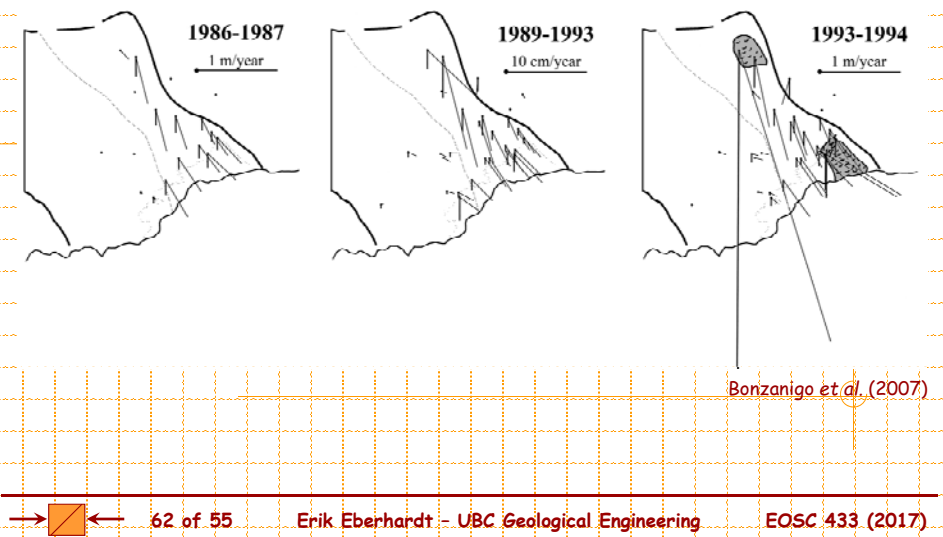 1986-1987
1 m/year
1989-1993
10 cm/year
1993-1994
1 m/year
Bonzanigo et al. (2007)
62 of 55
Erik Eberhardt – UBC Geological Engineering
EOSC 433 (2017)